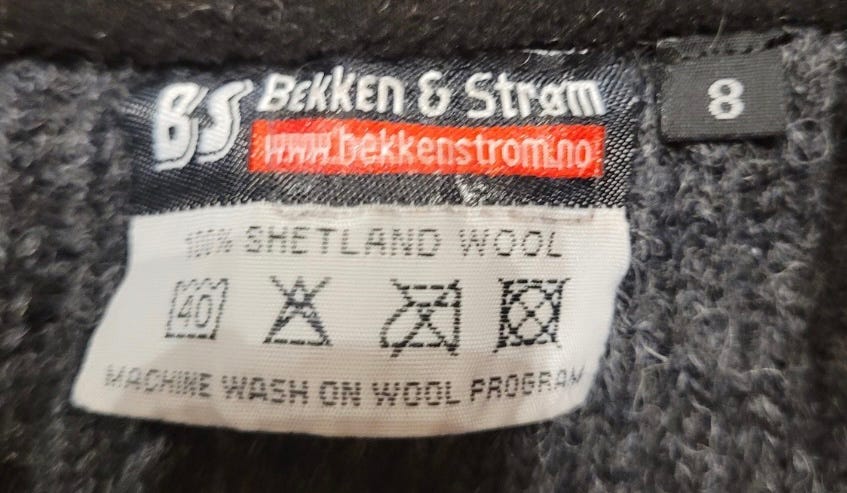 BS BEKKEN & Strøm
www.bekkenstrom.no
8
100% SHETLAND WOOL
40
MACHINE WASH ON WOOL PROGRAM